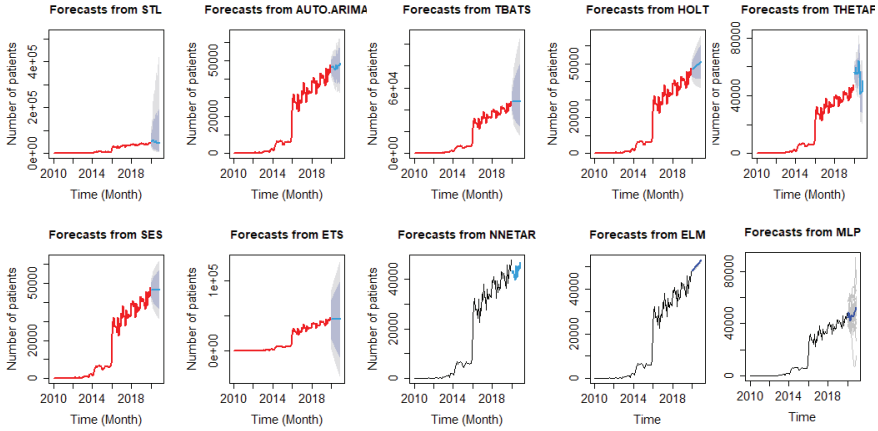 Forecasts from STL
Number of patients
0e+00 2e+05 4e+05
2010 2014 2018
Time (Month)
Forecasts from AUTO.ARIMA
Number of patients
0 20000 50000
2010 2014 2018
Time (Month)
Forecasts from TBATS
Number of patients
0e+00 6e+04
2010 2014 2018
Time (Month)
Forecasts from HOLT
Number of patients
0 20000 50000
2010 2014 2018
Time (Month)
Forecasts from THETAF
Number of patients
0 40000 80000
2010 2014 2018
Time (Month)
Forecasts from SES
Number of patients
0 20000 50000
2010 2014 2018
Time (Month)
Forecasts from ETS
Number of patients
0e+00 1e+05
2010 2014 2018
Time (Month)
Forecasts from NNETAR
Number of patients
0 20000 40000
2010 2014 2018
Time (Month)
Forecasts from ELM
0 20000 40000
2010 2014 2018
Time
Forecasts from MLP
0 40000 80000
2010 2014 2018
Time